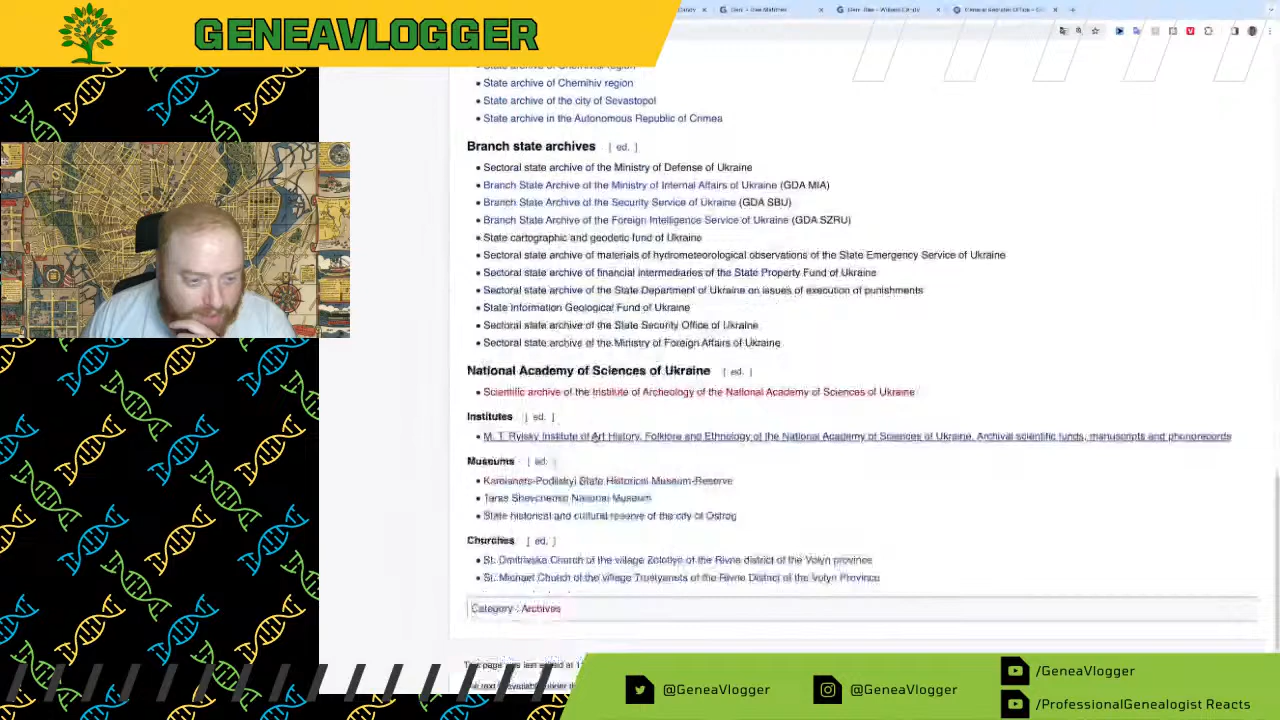 GENEAVLOGGER
State archive of Chernihiv region
State archive of the city of Sevastopol
State archive in the Autonomous Republic of Crimea
Branch state archives [ ed. ]
Sectoral state archive of the Ministry of Defense of Ukraine
Branch State Archive of the Ministry of Internal Affairs of Ukraine (GDA MIA)
Branch State Archive of the Security Service of Ukraine (GDA SBU)
Branch State Archive of the Foreign Intelligence Service of Ukraine (GDA SZRU)
State cartographic and geodetic fund of Ukraine
Sectoral state archive of materials of hydrometeorological observations of the State Emergency Service of Ukraine
Sectoral state archive of financial intermediaries of the State Property Fund of Ukraine
Sectoral state archive of the State Department of Ukraine on issues of execution of punishments
State Information Geological Fund of Ukraine
Sectoral state archive of the State Security Office of Ukraine
Sectoral state archive of the Ministry of Foreign Affairs of Ukraine
National Academy of Sciences of Ukraine [ ed. ]
Scientific archive of the Institute of Archeology of the National Academy of Sciences of Ukraine
Institutes [ ed. ]
M. T. Rylsky Institute of Art History, Folklore and Ethnology of the National Academy of Sciences of Ukraine. Archival scientific funds, manuscripts and phonorecords
Museums [ ed. ]
Kamianets-Podilskyi State Historical Museum-Reserve
Taras Shevchenko National Museum
State historical and cultural reserve of the city of Ostrog
Churches [ ed. ]
St. Church of the village of the Rivne district of the Volyn province
St. Michael Church of the village of the Rivne District of the Volyn Province
Category : Archives
This page was last edited at
@GeneaVlogger
@GeneaVlogger
/GeneaVlogger
/ProfessionalGenealogist Reacts